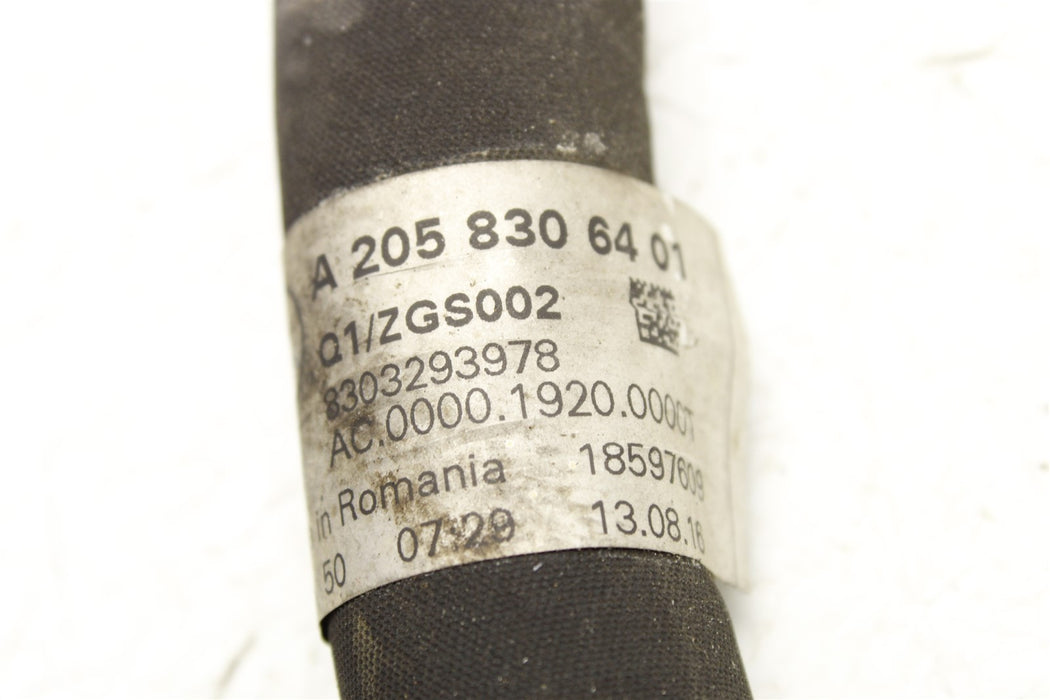 A 205 830 64 01
Q1/ZGS002
8303293978
AC.0000.1920.0000T
in Romania 18597609
50 07:29 13.08.16